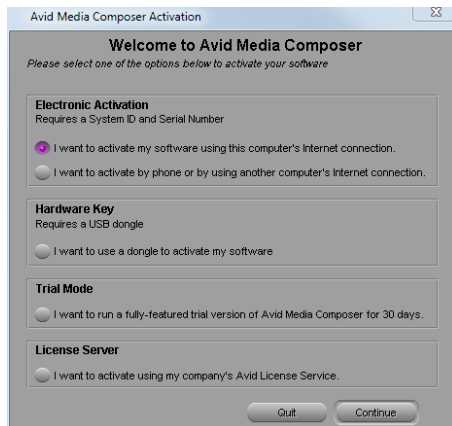 Avid Media Composer Activation
Welcome to Avid Media Composer
Please select one of the options below to activate your software
Electronic Activation
Requires a System ID and Serial Number
I want to activate my software using this computer's Internet connection.
I want to activate by phone or by using another computer's Internet connection.
Hardware Key
Requires a USB dongle
I want to use a dongle to activate my software
Trial Mode
I want to run a fully-featured trial version of Avid Media Composer for 30 days.
License Server
I want to activate using my company's Avid License Service.
Quit Continue